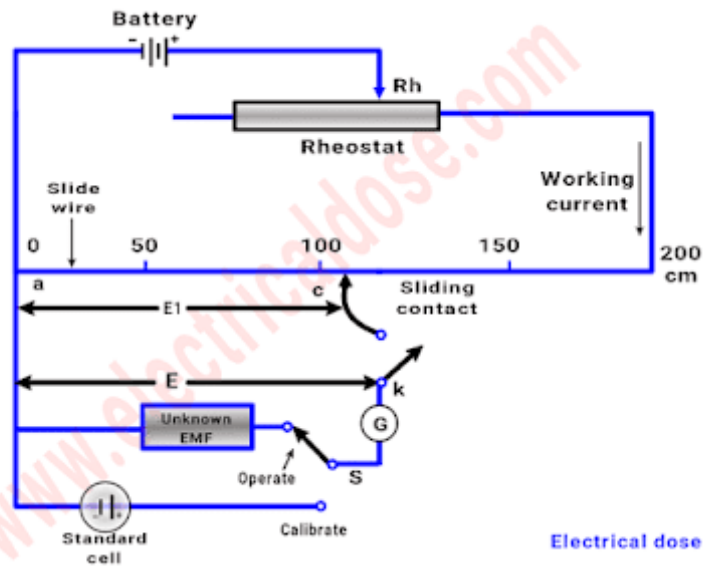 Battery
- +
Rh
Rheostat
Slide
wire
Working
current
0 50 100 150 200
cm
a
c
Sliding
contact
E1
E
k
G
Unknown
EMF
Operate
S
Calibrate
- +
Standard
cell
Electrical dose
www.electricaldose.com